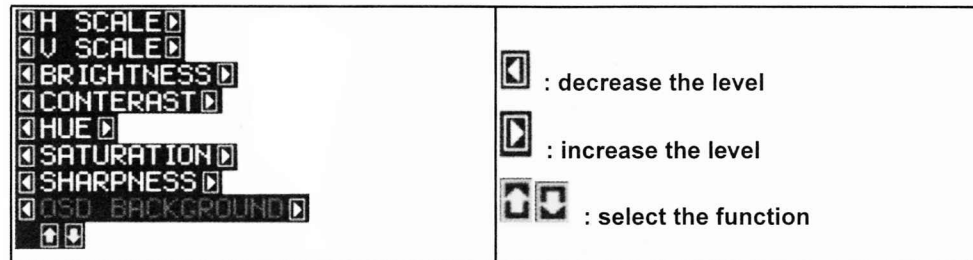 H SCALE
V SCALE
BRIGHTNESS
CONTERAST
HUE
SATURATION
SHARPNESS
OSD BACKGROUND
: decrease the level
: increase the level
: select the function